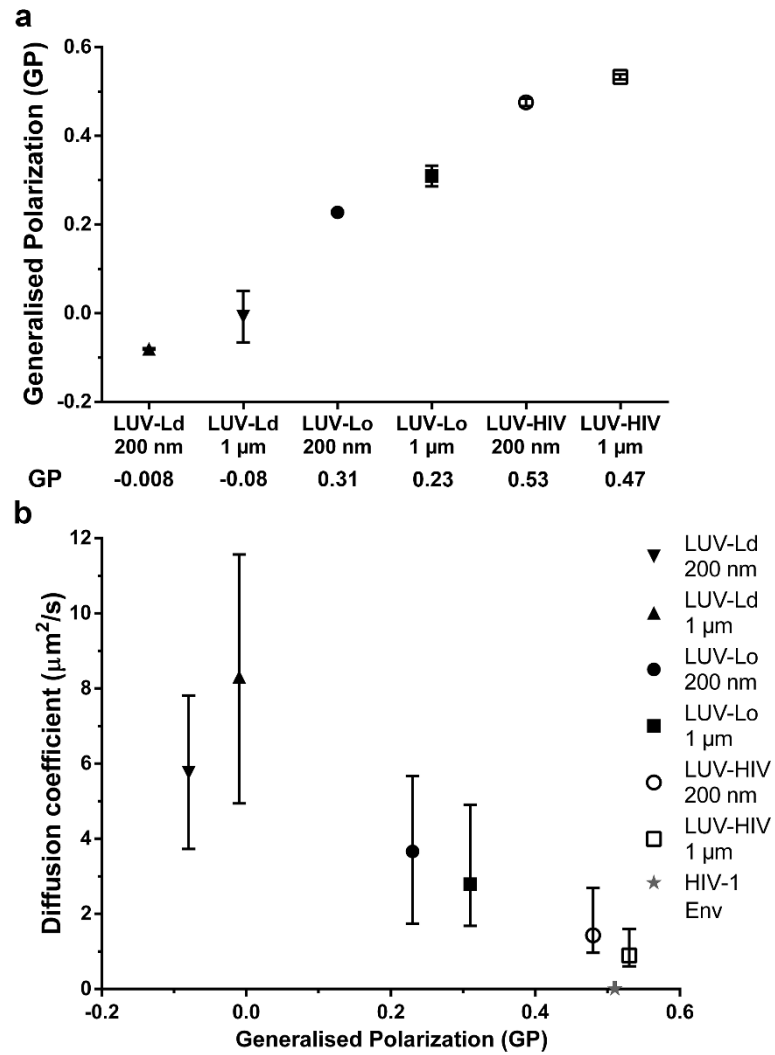 a
Generalised Polarization (GP)
0.6
0.4
0.2
0.0
-0.2
LUV-Ld LUV-Ld LUV-Lo LUV-Lo LUV-HIV LUV-HIV
200 nm 1 µm 200 nm 1 µm 200 nm 1 µm
GP -0.008 -0.08 0.31 0.23 0.53 0.47
b
Diffusion coefficient (µm²/s)
12
10
8
6
4
2
0
-0.2 0.0 0.2 0.4 0.6
Generalised Polarization (GP)
LUV-Ld
200 nm
LUV-Ld
1 µm
LUV-Lo
200 nm
LUV-Lo
1 µm
LUV-HIV
200 nm
LUV-HIV
1 µm
HIV-1
Env